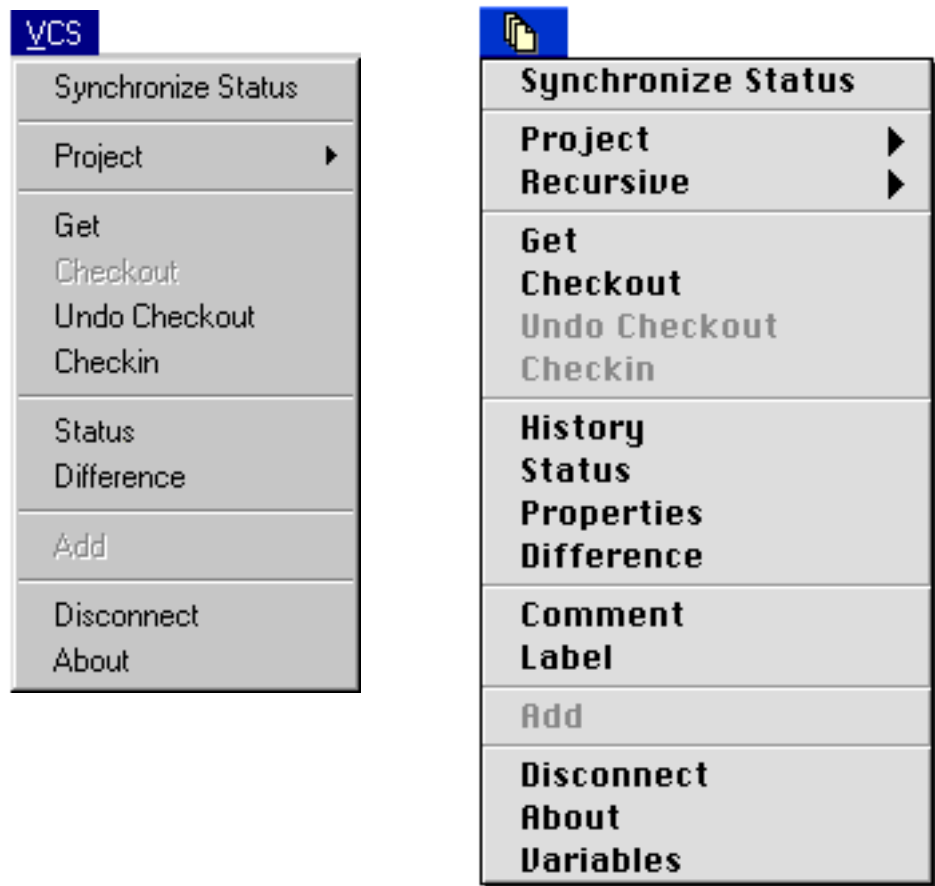 VCS
Synchronize Status
Project
Get
Checkout
Undo Checkout
Checkin
Status
Difference
Add
Disconnect
About
Synchronize Status
Project
Recursive
Get
Checkout
Undo Checkout
Checkin
History
Status
Properties
Difference
Comment
Label
Add
Disconnect
About
Variables